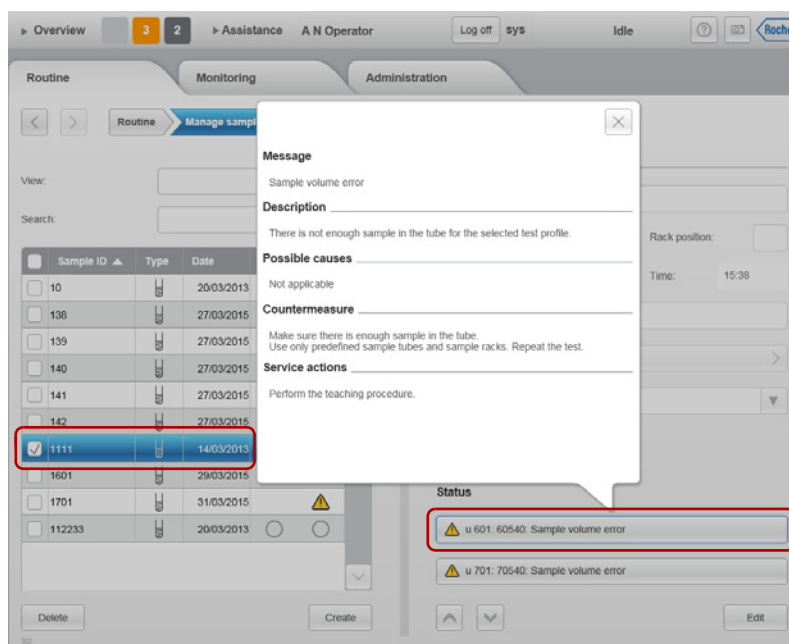 Overview 3 2 Assistance A N Operator Log off sys Idle
Routine Monitoring Administration
Routine Manage sampl
View:
Search:
Sample ID Type Date
10 20/03/2013
138 27/03/2015
139 27/03/2015
140 27/03/2015
141 27/03/2015
142 27/03/2015
1111 14/03/2013
1601 29/03/2015
1701 31/03/2015
112233 20/03/2013
Delete Create
Message
Sample volume error
Description
There is not enough sample in the tube for the selected test profile.
Possible causes
Not applicable
Countermeasure
Make sure there is enough sample in the tube.
Use only predefined sample tubes and sample racks. Repeat the test.
Service actions
Perform the teaching procedure.
Rack position:
Time: 15:38
Status
u 601: 60540: Sample volume error
u 701: 70540: Sample volume error
Edit